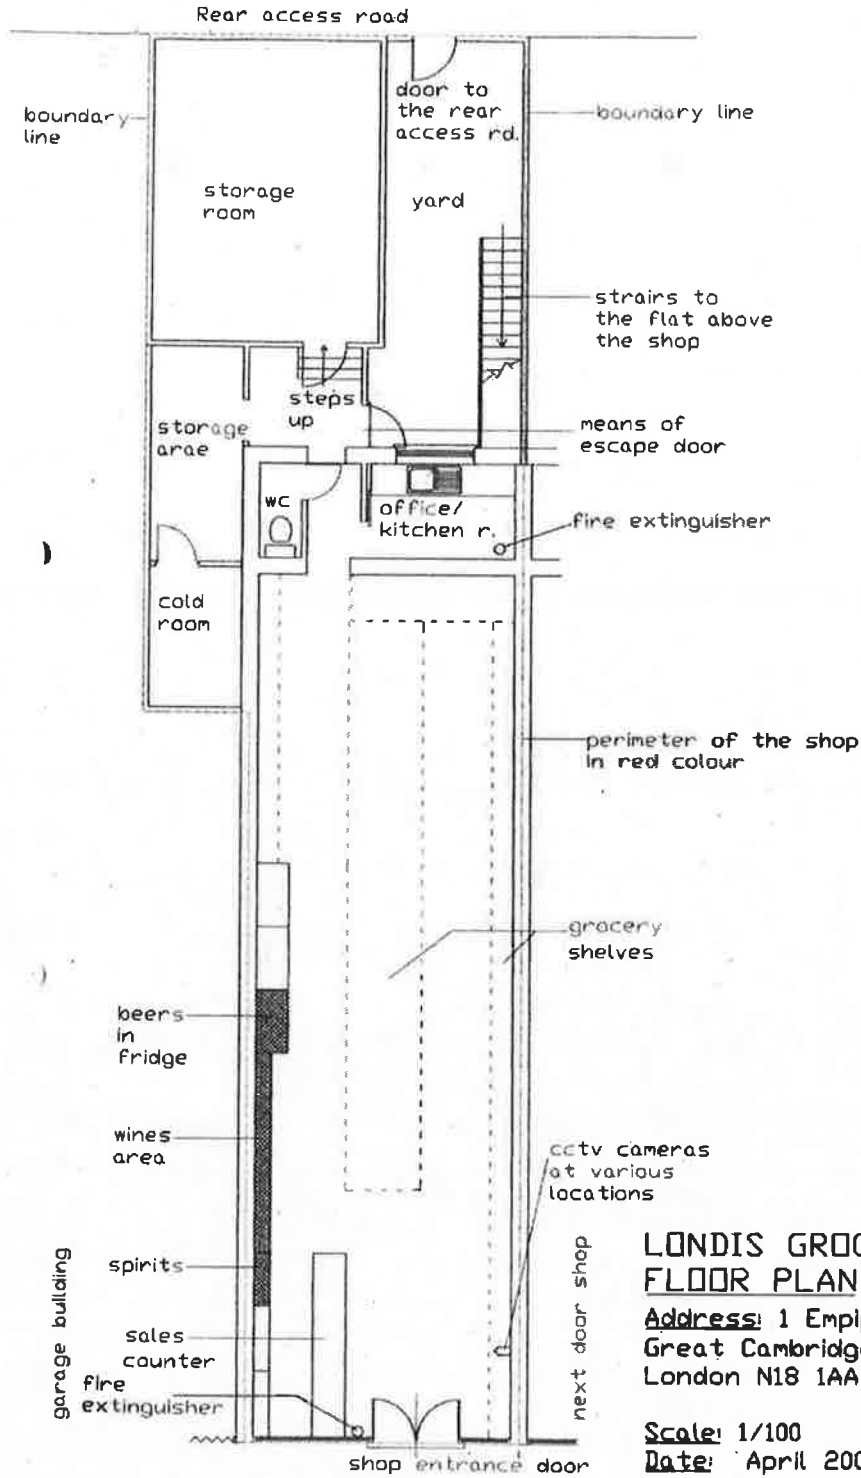 Rear access road
door to
the rear
access rd.
boundary
line
boundary line
storage
room
yard
strairs to
the flat above
the shop
steps
up
storage
arae
means of
escape door
wc
office/
kitchen r.
fire extinguisher
cold
room
perimeter of the shop
in red colour
grocery
shelves
beers
in
fridge
wines
area
cctv cameras
at various
locations
spirits
garage building
sales
counter
fire
extinguisher
next door shop
shop entrance door
LONDIS GROC
FLOOR PLAN
Address: 1 Empi
Great Cambridg
London N18 1AA
Scale: 1/100
Date: April 200